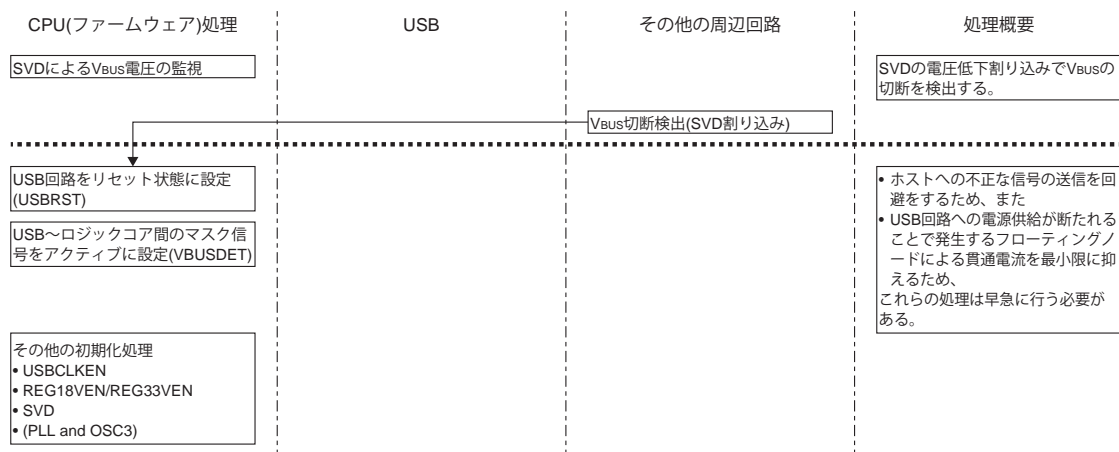 CPU(ファームウェア)処理
USB
その他の周辺回路
処理概要
SVDによるVBUS電圧の監視
SVDの電圧低下割り込みでVBUSの
切断を検出する。
VBUS切断検出(SVD割り込み)
USB回路をリセット状態に設定
(USBRST)
USB～ロジックコア間のマスク信
号をアクティブに設定(VBUSDET)
• ホストへの不正な信号の送信を回
避をするため、また
• USB回路への電源供給が断たれる
ことで発生するフローティングノ
ードによる貫通電流を最小限に抑
えるため、
これらの処理は早急に行う必要が
ある。
その他の初期化処理
• USBCLKEN
• REG18VEN/REG33VEN
• SVD
• (PLL and OSC3)